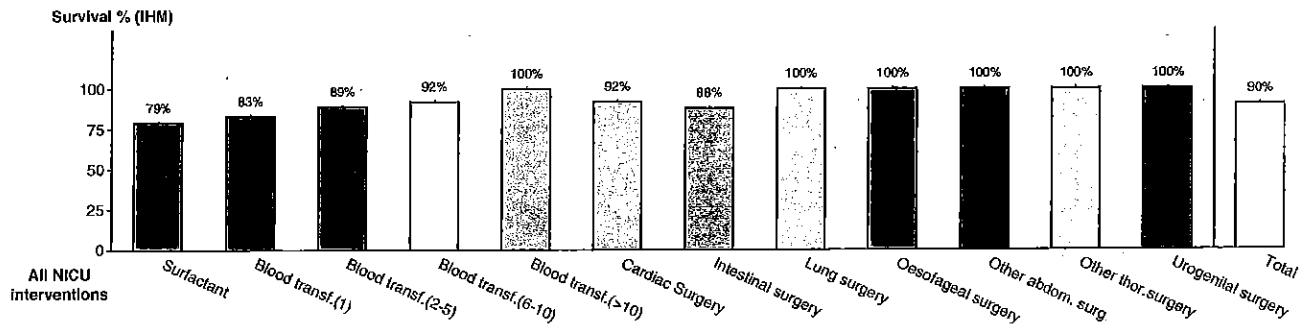 Survival % (IHM)
100
75
50
25
0
79%
83%
89%
92%
100%
92%
88%
100%
100%
100%
100%
100%
90%
All NICU
interventions
Surfactant
Blood transf.(1)
Blood transf.(2-5)
Blood transf.(6-10)
Blood transf.(>10)
Cardiac Surgery
Intestinal surgery
Lung surgery
Oesofageal surgery
Other abdom. surg.
Other thor.surgery
Urogenital surgery
Total